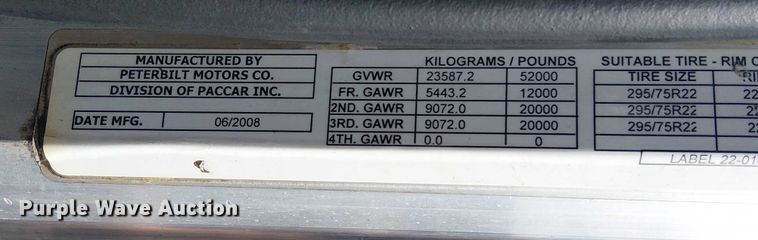 MANUFACTURED BY
PETERBILT MOTORS CO.
DIVISION OF PACCAR INC.
DATE MFG. 06/2008
KILOGRAMS / POUNDS
GVWR 23587.2 52000
FR. GAWR 5443.2 12000
2ND. GAWR 9072.0 20000
3RD. GAWR 9072.0 20000
4TH. GAWR 0.0 0
SUITABLE TIRE - RIM
TIRE SIZE
295/75R22 22
295/75R22
295/75R22
LABEL 22-01
Purple Wave Auction